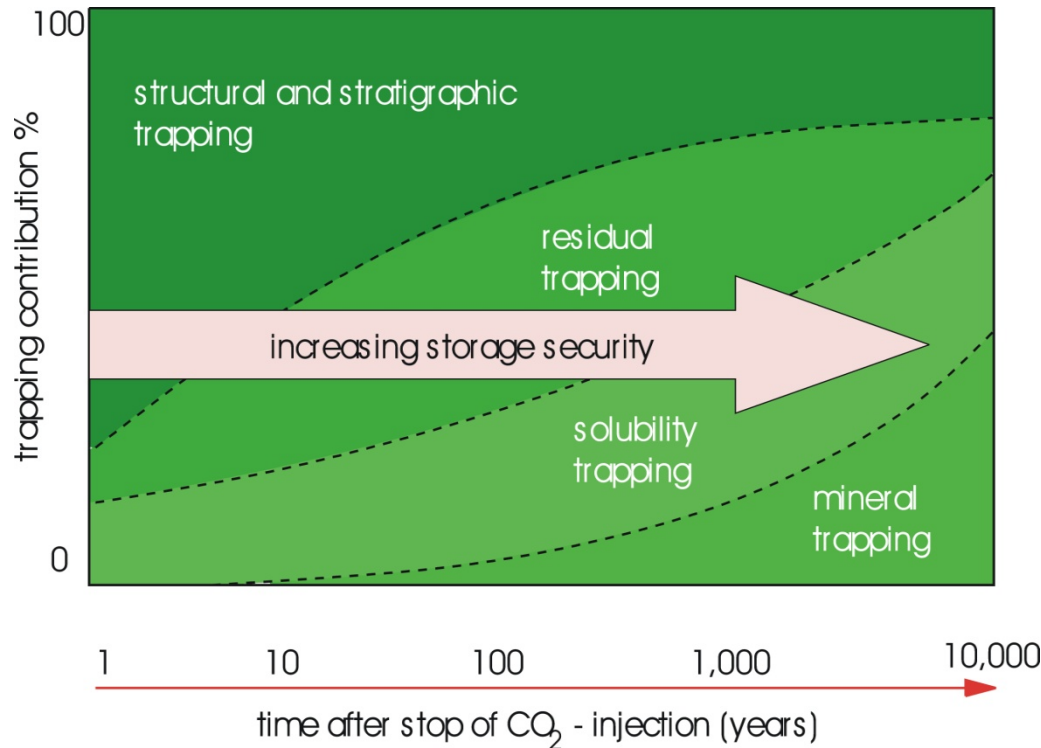 100
structural and stratigraphic
trapping
trapping contribution %
residual
trapping
increasing storage security
solubility
trapping
mineral
trapping
0
1 10 100 1,000 10,000
time after stop of CO₂ - injection (years)